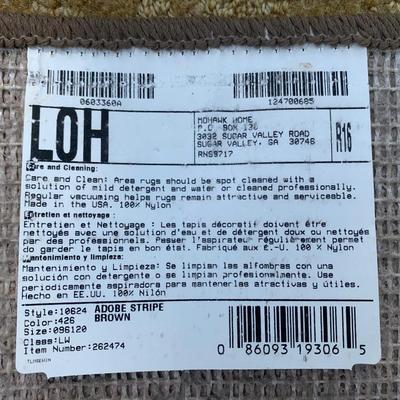 0603360A 124700685
LOH
MOHAWK HOME
P.O. BOX 130
3032 SUGAR VALLEY ROAD
SUGAR VALLEY, GA 30746
RN59717
R16
Care and Cleaning:
Care and Clean: Area rugs should be spot cleaned with a
solution of mild detergent and water or cleaned professionally.
Regular vacuuming helps rugs remain attractive and serviceable.
Made in the USA. 100% Nylon
Entretien et nettoyage :
Entretien et Nettoyage : Les tapis décoratif doivent être
nettoyés avec une solution d'eau et de détergent doux ou nettoyés
par des professionnels. Passer l'aspirateur régulièrement permet
do garder le tapis en bon état. Fabriqué aux É.-U. 100 % Nylon
Mantenimiento y limpieza:
Mantenimiento y Limpieza: Se limpian las alfombras con una
solución con detergente o se limpian profesionalmente. Use
periodicamente aspiradora para mantenerlas atractivas y útiles.
Hecho en EE.UU. 100% Nilón
Style:10624 ADOBE STRIPE
Color:426 BROWN
Size:096120
Class:LW
Item Number:262474
0 86093 19306 5